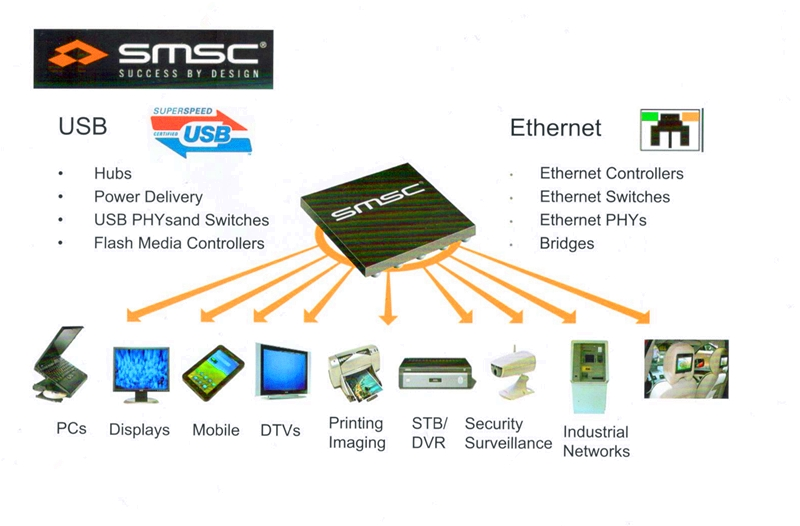 SMSC®
SUCCESS BY DESIGN
USB
SUPERSPEED
CERTIFIED USB
• Hubs
• Power Delivery
• USB PHYsand Switches
• Flash Media Controllers
Ethernet
• Ethernet Controllers
• Ethernet Switches
• Ethernet PHYs
• Bridges
SMSC
PCs
Displays
Mobile
DTVs
Printing
Imaging
STB/
DVR
Security
Surveillance
Industrial
Networks